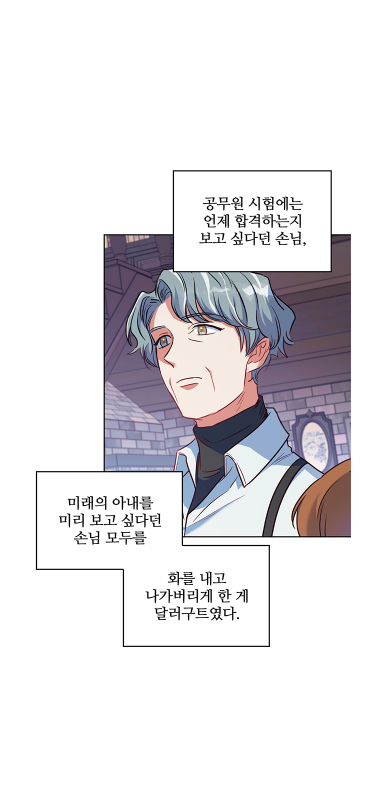 공무원 시험에는
언제 합격하는지
보고 싶다던 손님,
미래의 아내를
미리 보고 싶다던
손님 모두를
화를 내고
나가버리게 한 게
달러구트였다.